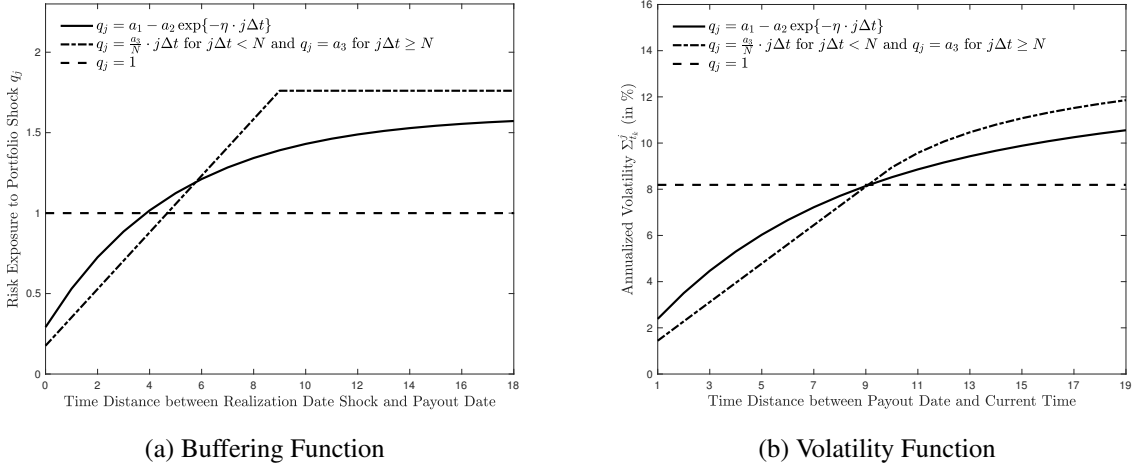 q_j = a_1 − a_2 exp{−η · jΔt}
q_j = a_3/N · jΔt for jΔt < N and q_j = a_3 for jΔt ≥ N
q_j = 1
Risk Exposure to Portfolio Shock q_j
2
1.5
1
0.5
0
0 2 4 6 8 10 12 14 16 18
Time Distance between Realization Date Shock and Payout Date
(a) Buffering Function
q_j = a_1 − a_2 exp{−η · jΔt}
q_j = a_3/N · jΔt for jΔt < N and q_j = a_3 for jΔt ≥ N
q_j = 1
Annualized Volatility Σ^j_{t_k} (in %)
16
14
12
10
8
6
4
2
0
1 3 5 7 9 11 13 15 17 19
Time Distance between Payout Date and Current Time
(b) Volatility Function